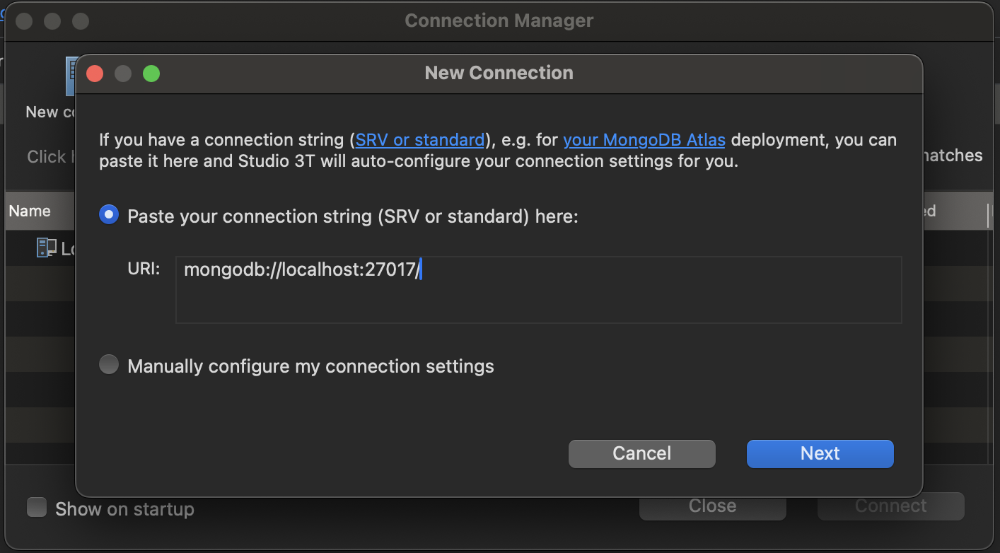 Connection Manager
New Connection
New
If you have a connection string (SRV or standard), e.g. for your MongoDB Atlas deployment, you can
paste it here and Studio 3T will auto-configure your connection settings for you.
Click
Name
Paste your connection string (SRV or standard) here:
URI: mongodb://localhost:27017/
Manually configure my connection settings
Cancel
Next
Show on startup
Close
Connect